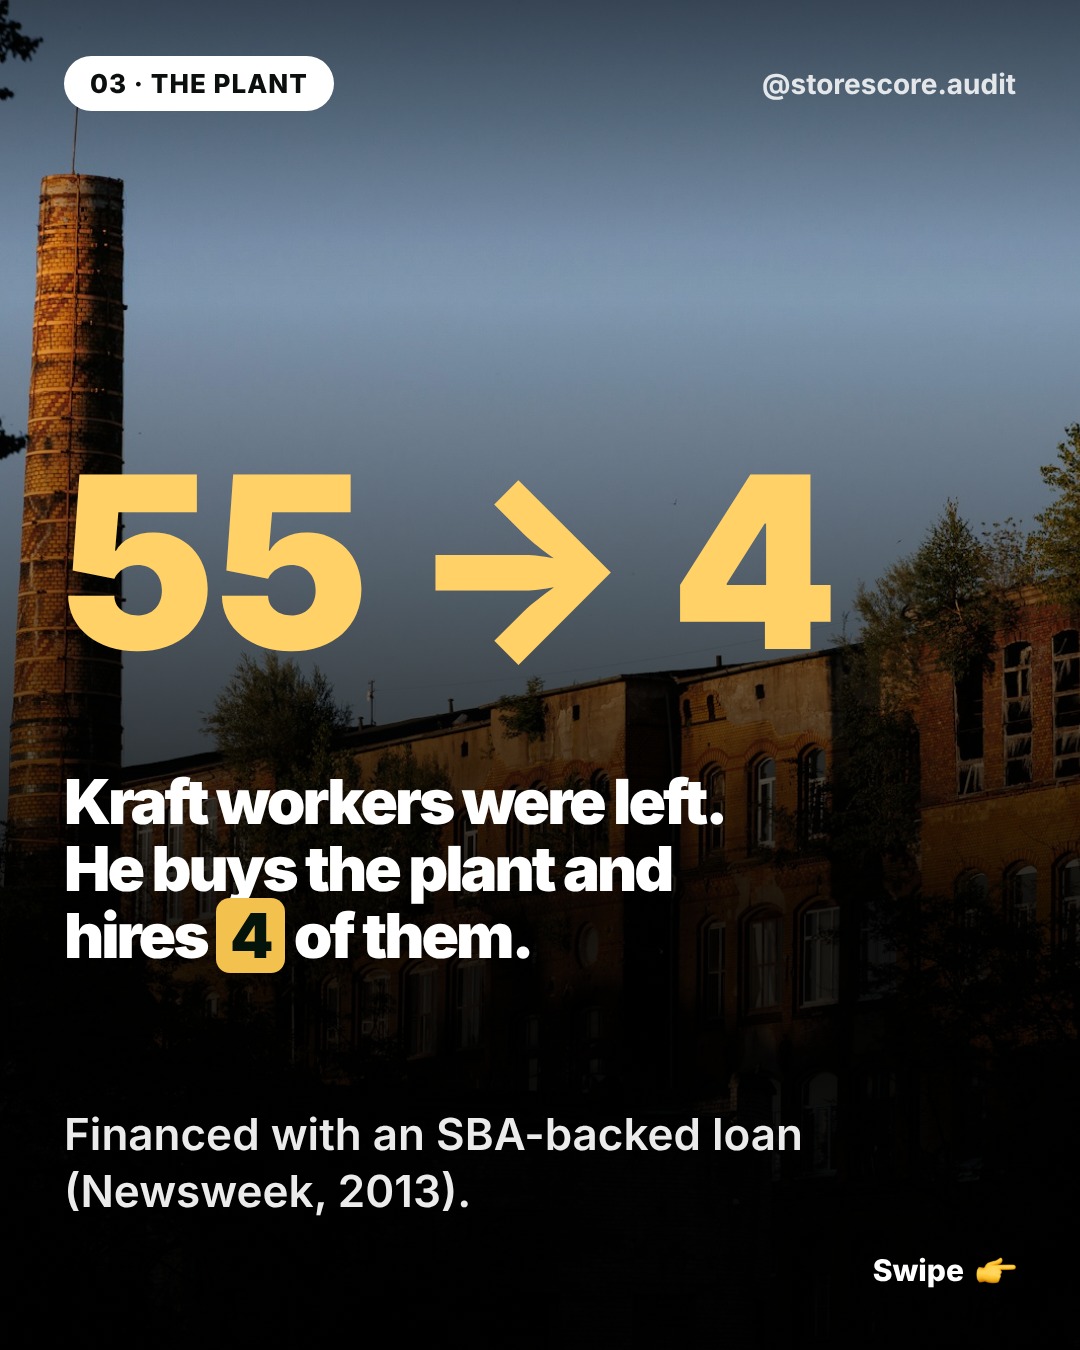 03 · THE PLANT
@storescore.audit
55 → 4
Kraft workers were left.
He buys the plant and
hires 4 of them.
Financed with an SBA-backed loan
(Newsweek, 2013).
Swipe 👉